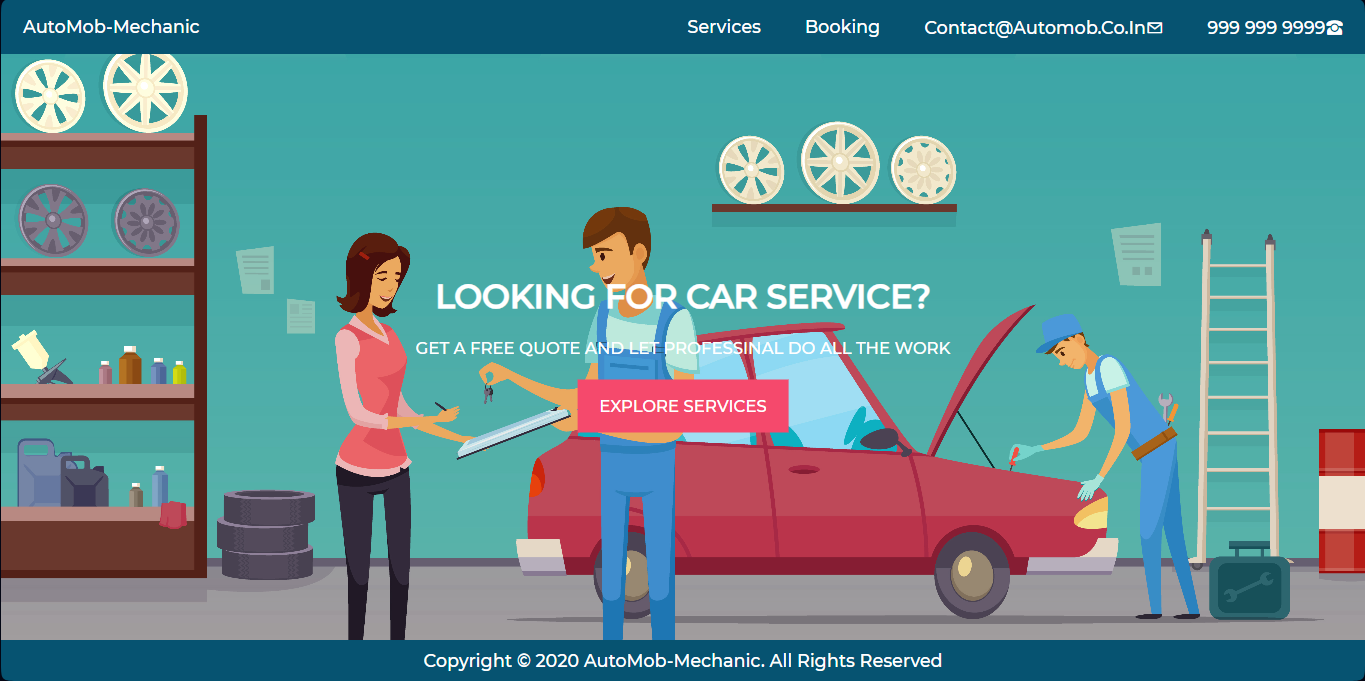 AutoMob-Mechanic
Services
Booking
Contact@Automob.Co.In
999 999 9999
LOOKING FOR CAR SERVICE?
GET A FREE QUOTE AND LET PROFESSINAL DO ALL THE WORK
EXPLORE SERVICES
Copyright © 2020 AutoMob-Mechanic. All Rights Reserved